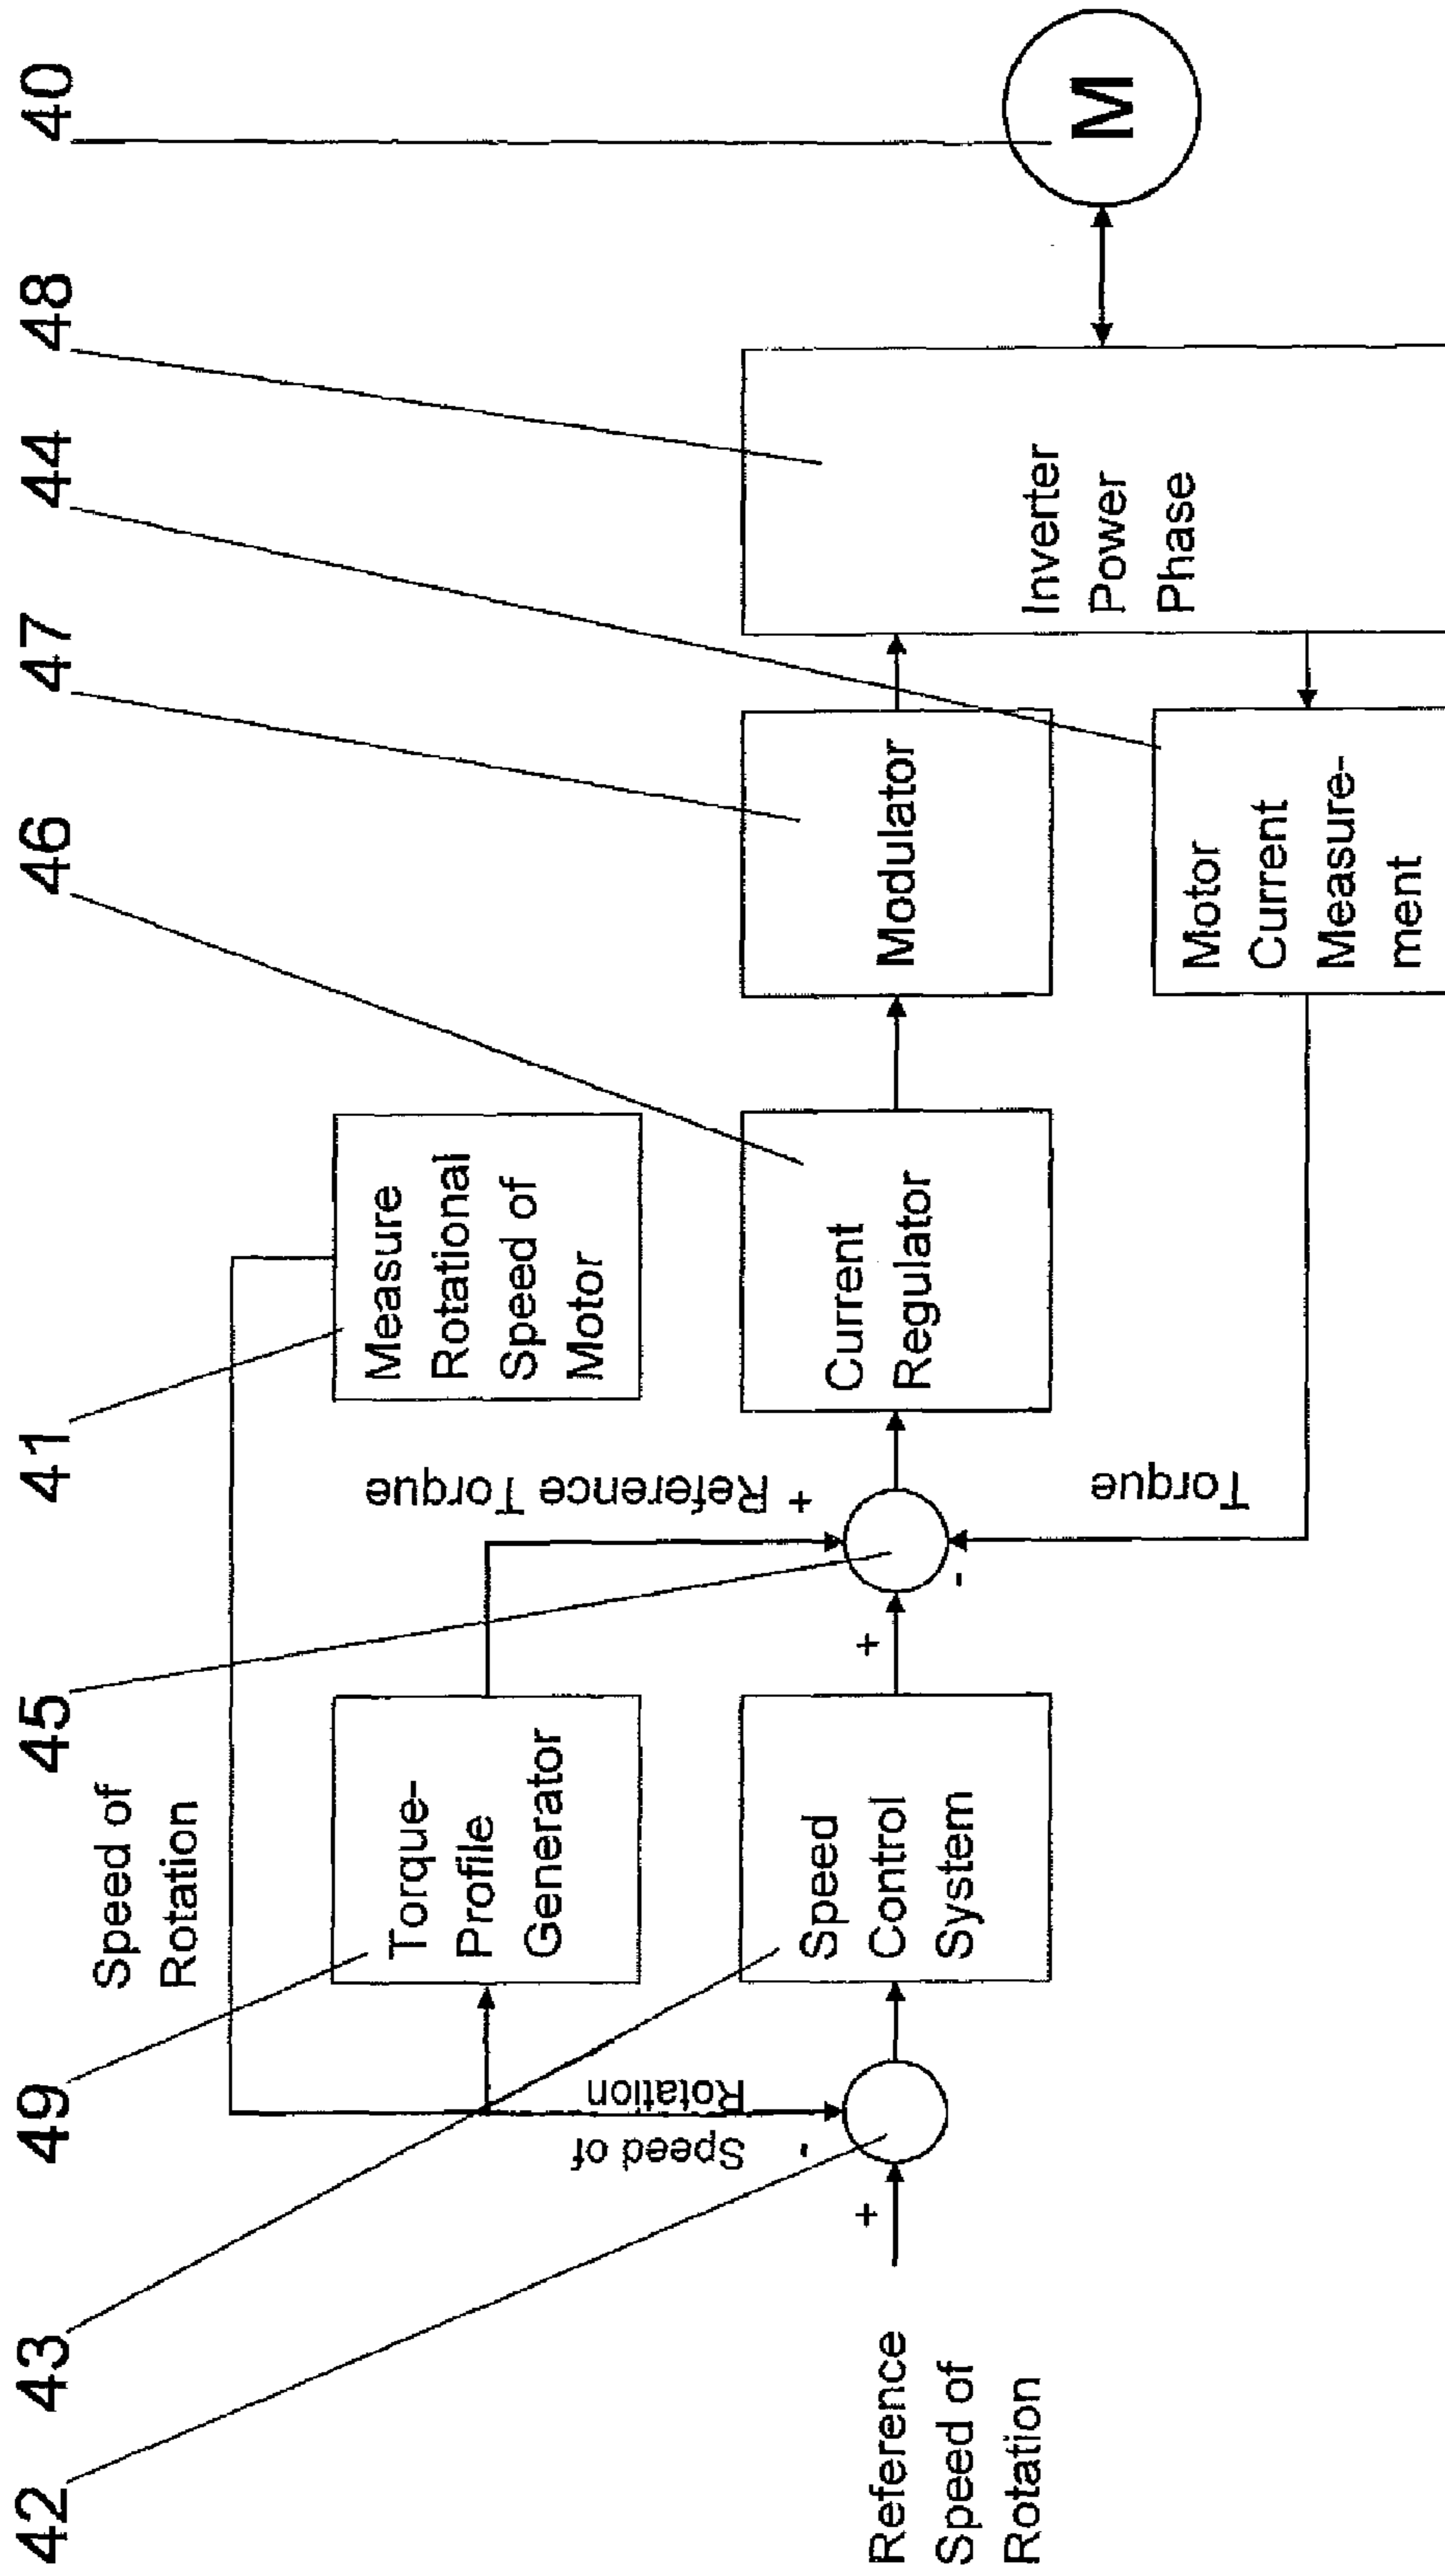 42
43
49
45
41
46
47
44
48
40
Speed of
Rotation
Torque-
Profile
Generator
Measure
Rotational
Speed of
Motor
Speed of
Rotation
-
+ Reference Torque
Reference
Speed of
Rotation
+
Speed
Control
System
+
-
Current
Regulator
Modulator
Inverter
Power
Phase
M
Torque
Motor
Current
Measure-
ment